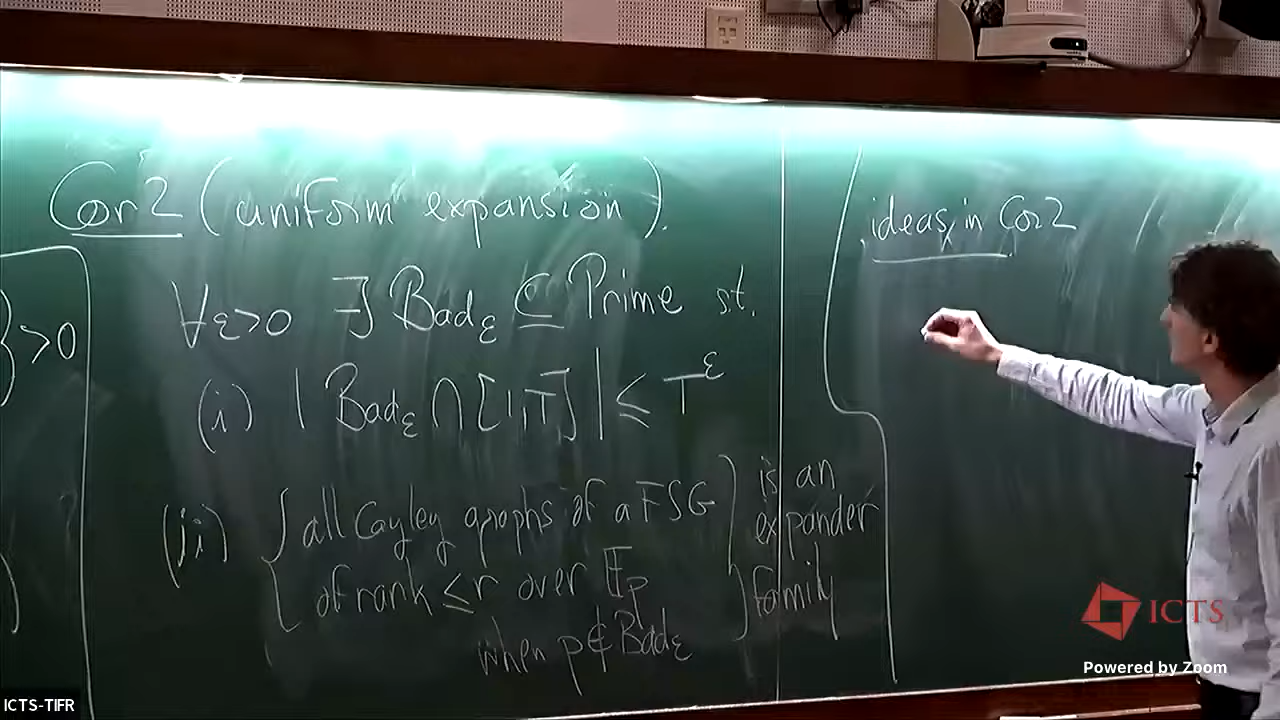 Cor 2 (uniform expansion).
∀ε>0 ∃ Bad_ε ⊆ Prime s.t.
} >0
(i) | Bad_ε ∩ [1,T] | ≤ T^ε
(ii) { all Cayley graphs of a FSG
of rank ≤ r over F_p
when p ∉ Bad_ε }
is an
expander
family
ideas in Cor 2
ICTS
Powered by Zoom
ICTS-TIFR